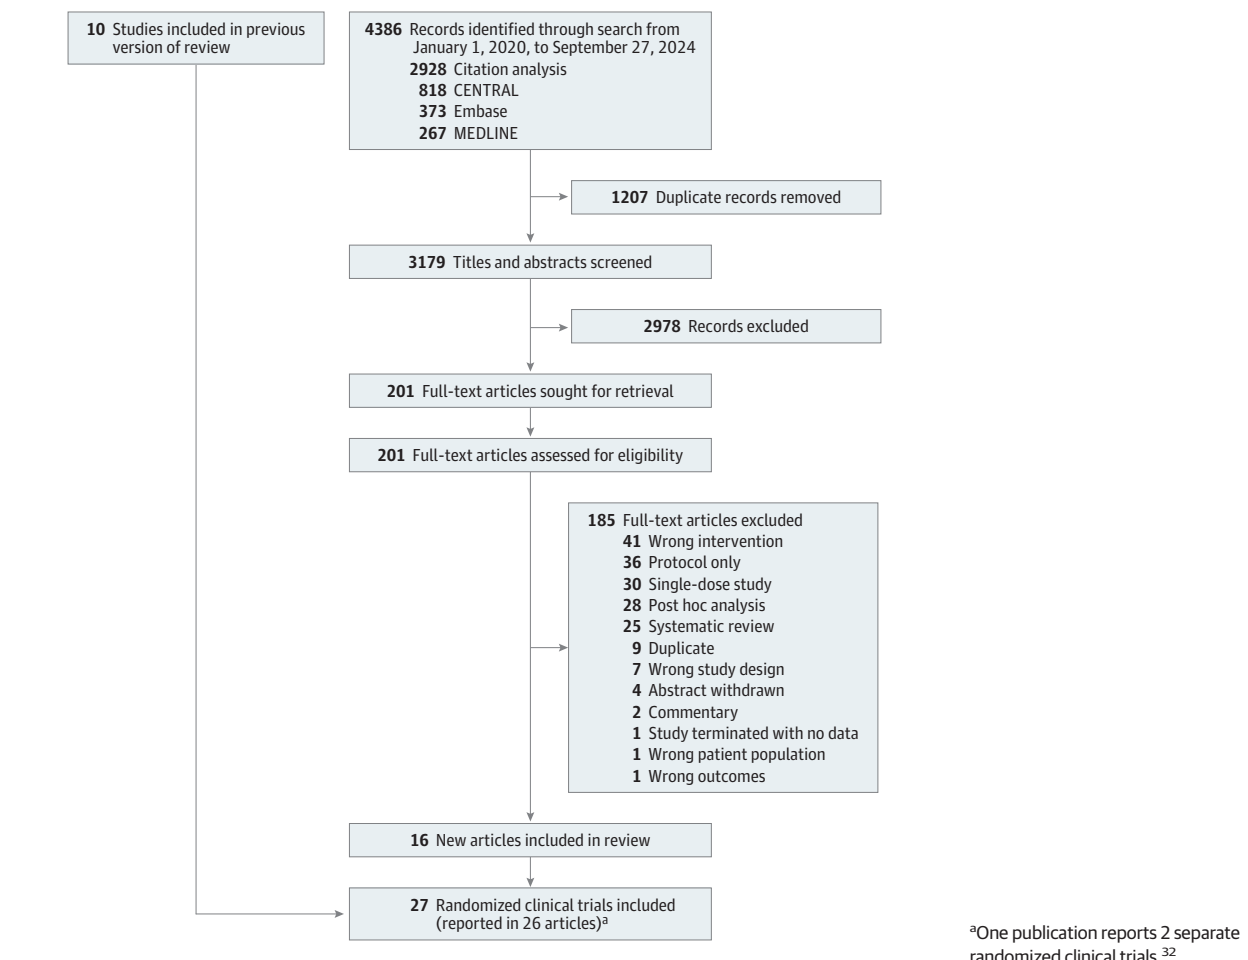 10 Studies included in previous
version of review
4386 Records identified through search from
January 1, 2020, to September 27, 2024
2928 Citation analysis
818 CENTRAL
373 Embase
267 MEDLINE
1207 Duplicate records removed
3179 Titles and abstracts screened
2978 Records excluded
201 Full-text articles sought for retrieval
201 Full-text articles assessed for eligibility
185 Full-text articles excluded
41 Wrong intervention
36 Protocol only
30 Single-dose study
28 Post hoc analysis
25 Systematic review
9 Duplicate
7 Wrong study design
4 Abstract withdrawn
2 Commentary
1 Study terminated with no data
1 Wrong patient population
1 Wrong outcomes
16 New articles included in review
27 Randomized clinical trials included
(reported in 26 articles)ᵃ
ᵃOne publication reports 2 separate
randomized clinical trials.³²